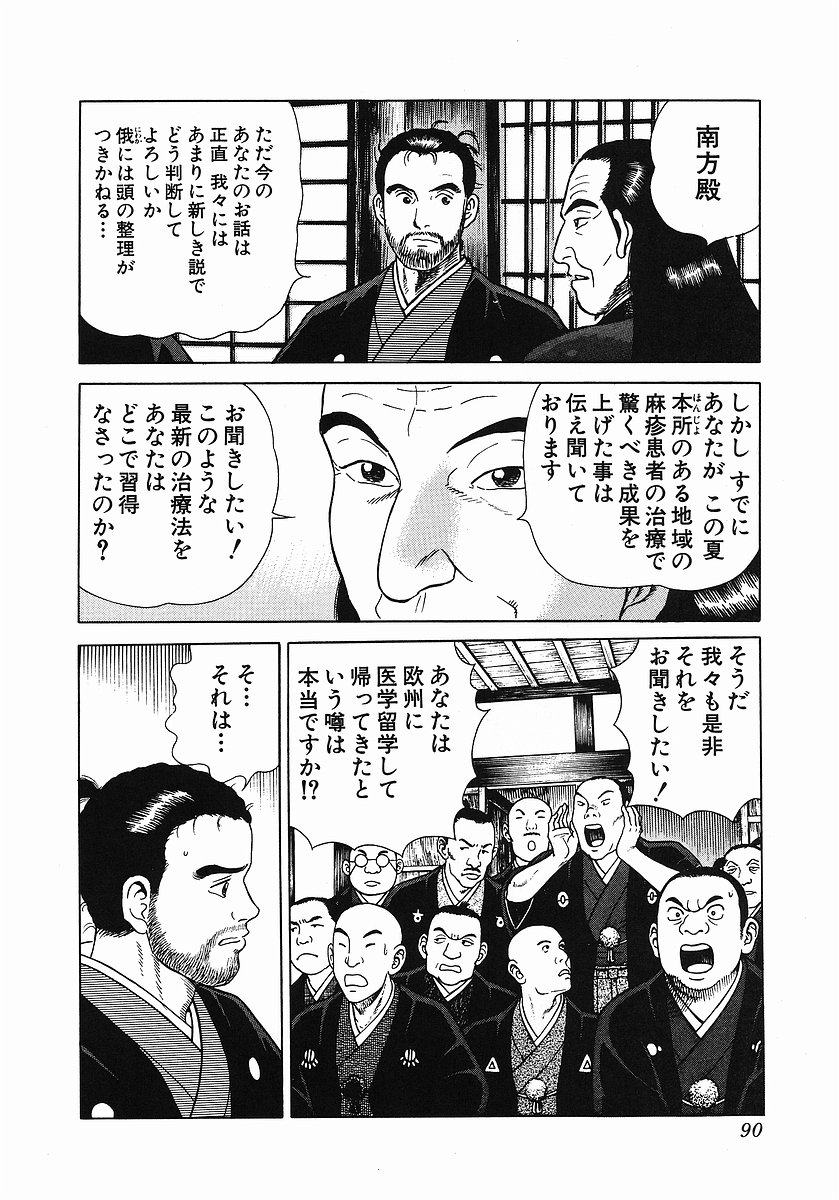 南方殿
ただ今の
あなたのお話は
正直 我々には
あまりに新しき説で
どう判断して
よろしいか
俄には頭の整理が
にわか
つきかねる…
しかし すでに
あなたが この夏
本所のある地域の
ほんじょ
麻疹患者の治療で
驚くべき成果を
上げた事は
伝え聞いて
おります
お聞きしたい!
このような
最新の治療法を
あなたは
どこで習得
なさったのか?
そうだ
我々も是非
それを
お聞きしたい!
あなたは
欧州に
医学留学して
帰ってきたと
いう噂は
本当ですか!?
そ…
それは…
90